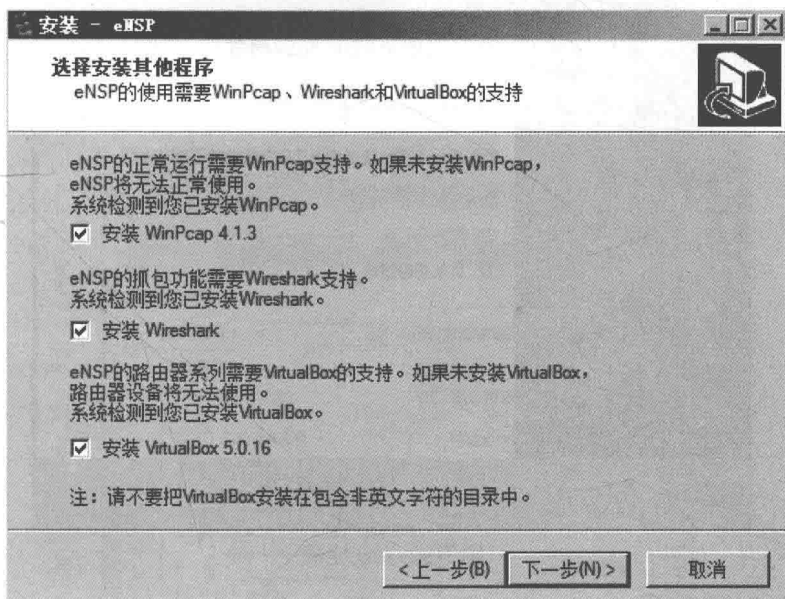 安装 - eNSP
选择安装其他程序
eNSP的使用需要WinPcap、Wireshark和VirtualBox的支持
eNSP的正常运行需要WinPcap支持。如果未安装WinPcap，
eNSP将无法正常使用。
系统检测到您已安装WinPcap。
安装 WinPcap 4.1.3
eNSP的抓包功能需要Wireshark支持。
系统检测到您已安装Wireshark。
安装 Wireshark
eNSP的路由器系列需要VirtualBox的支持。如果未安装VirtualBox，
路由器设备将无法使用。
系统检测到您已安装VirtualBox。
安装 VirtualBox 5.0.16
注：请不要把VirtualBox安装在包含非英文字符的目录中。
<上一步(B) 下一步(N)> 取消